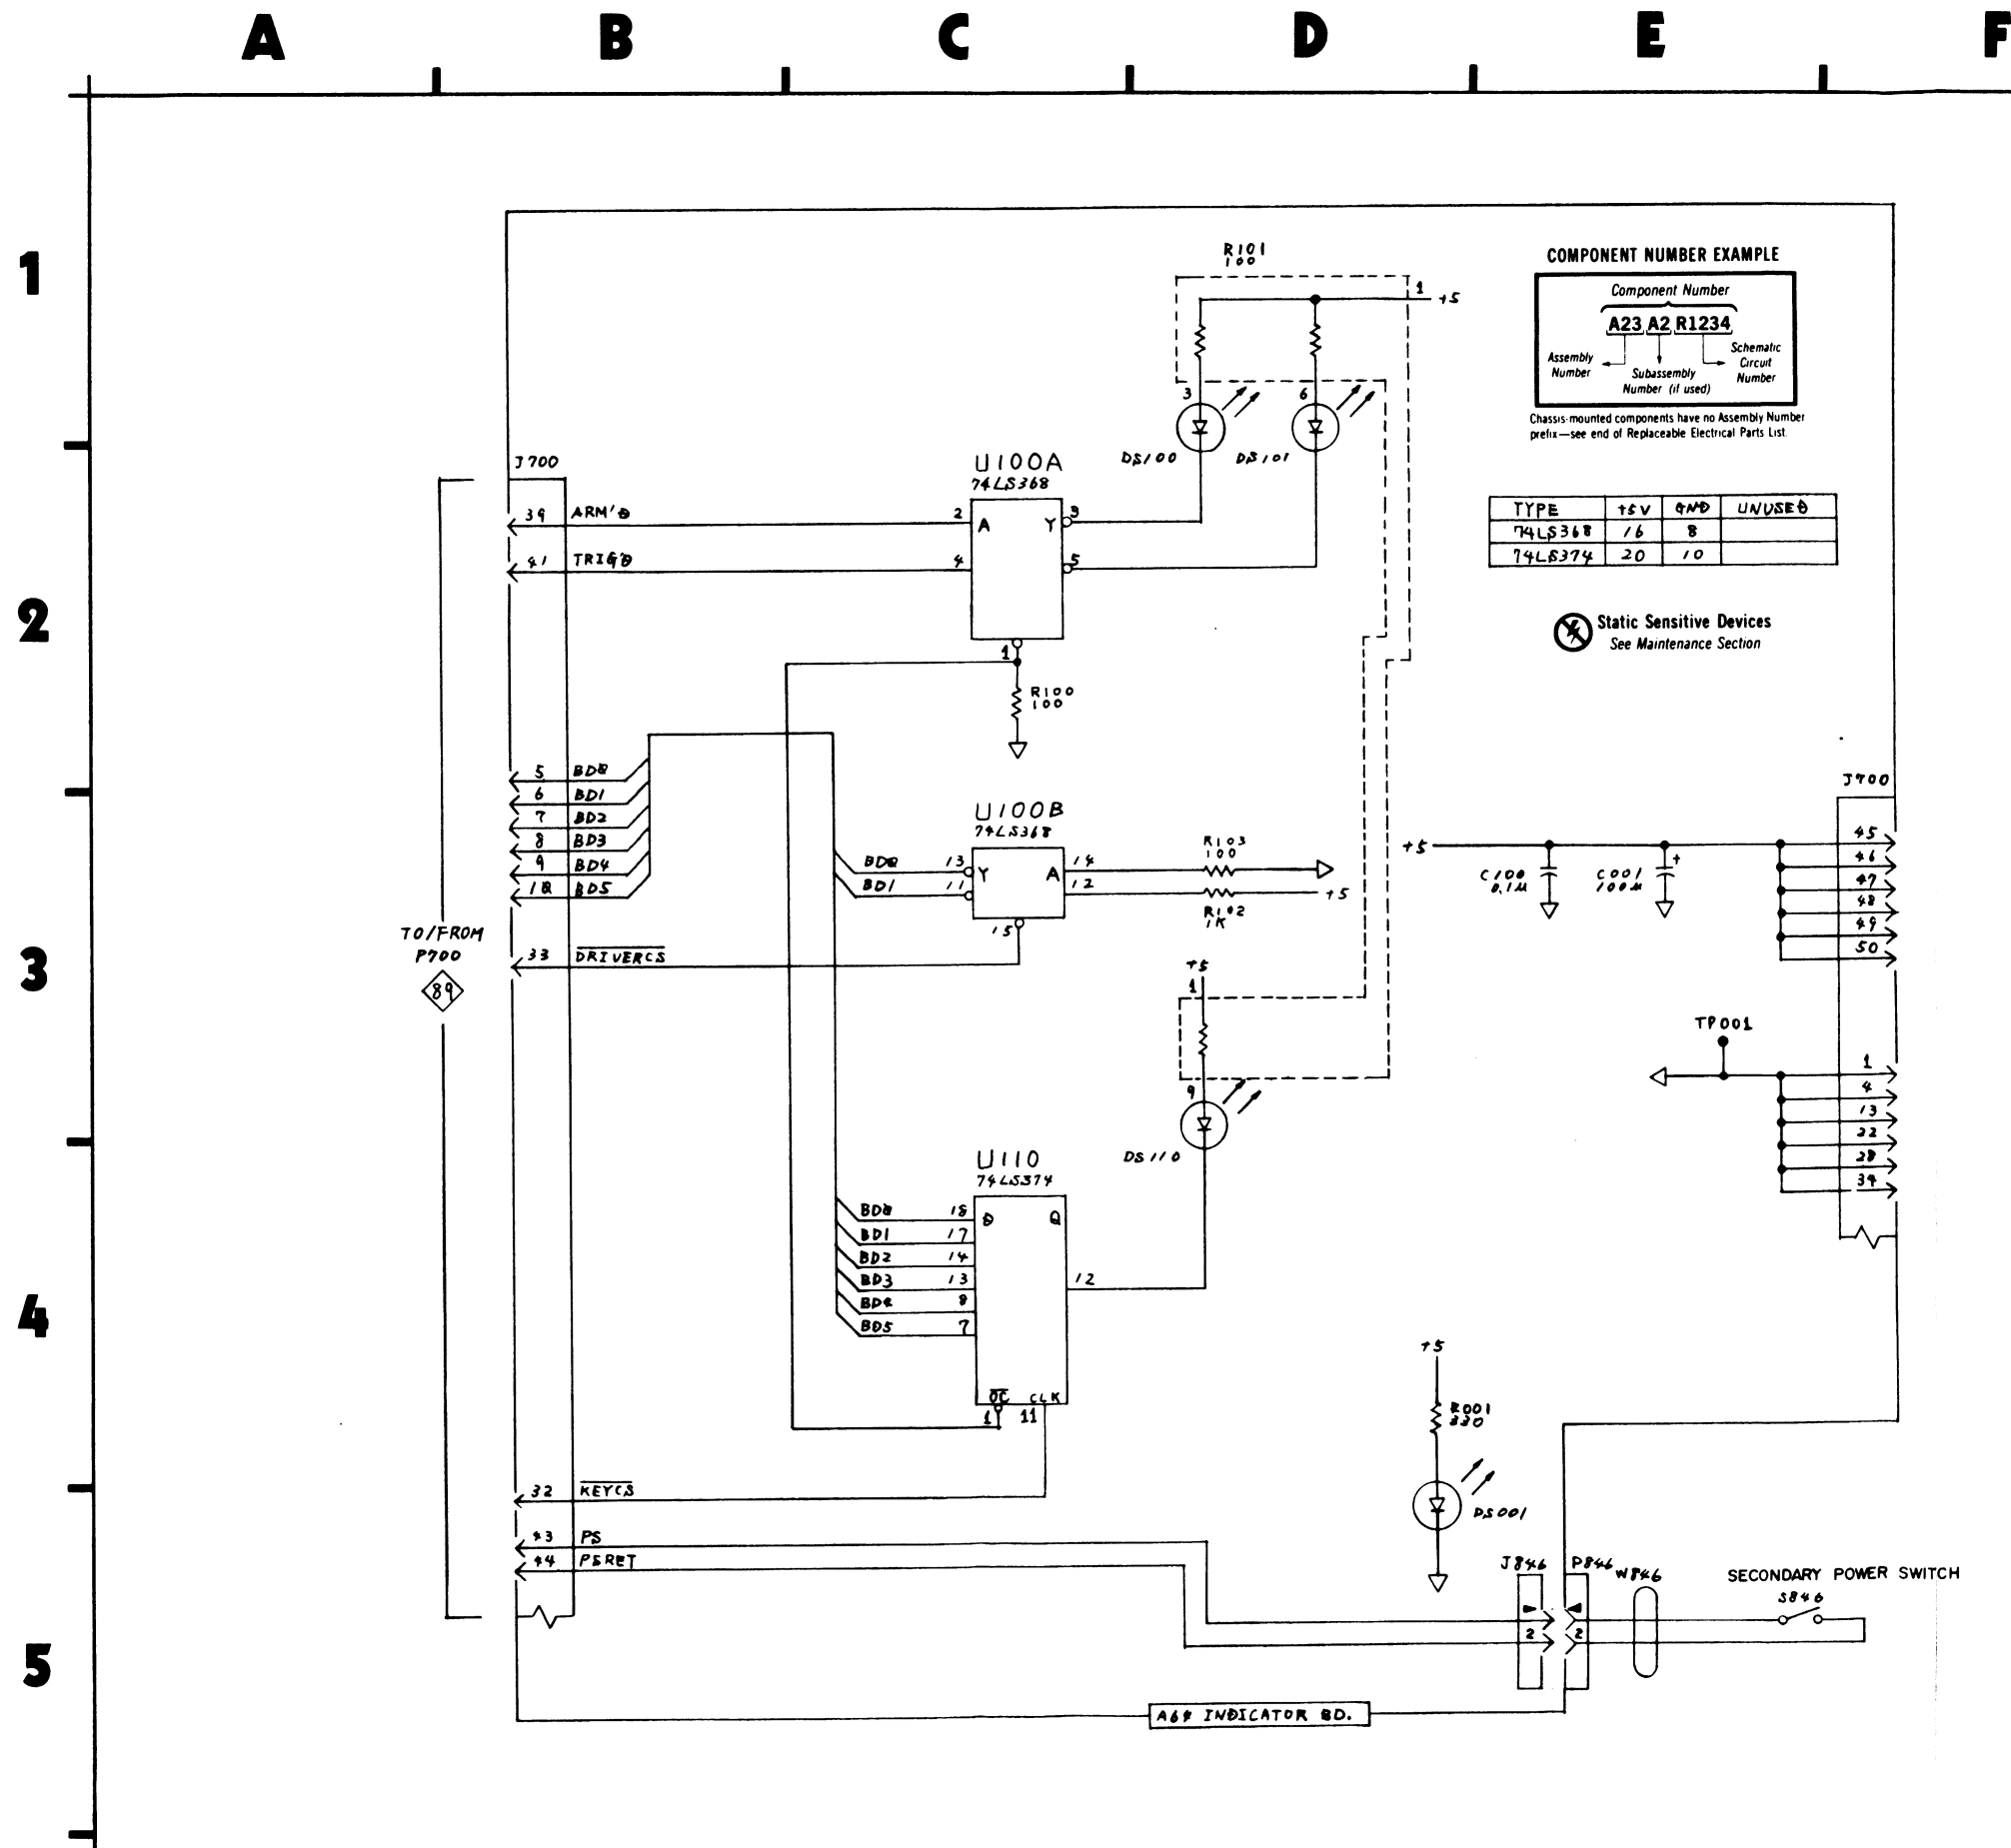 A B C D E F
1
2
3
4
5
R101
100
1 +5
3
6
DS100
DS101
COMPONENT NUMBER EXAMPLE
Component Number
A23 A2 R1234
Assembly
Number
Subassembly
Number (if used)
Schematic
Circuit
Number
Chassis-mounted components have no Assembly Number
prefix—see end of Replaceable Electrical Parts List.
J700
39 ARM'D
41 TRIG'D
U100A
74LS368
2 A Y 3
4 5
1
R100
100
TYPE +5V GND UNUSED
74LS368 16 8
74LS374 20 10
Static Sensitive Devices
See Maintenance Section
5 BD0
6 BD1
7 BD2
8 BD3
9 BD4
10 BD5
33 DRIVERCS
TO/FROM
P700
89
U100B
74LS368
BD0 13 Y A 14
BD1 11 12
15
R103
100
+5
R102
1K
+5
C100
0.1µ
C001
100µ
+
J700
45
46
47
48
49
50
TP001
1
4
13
22
28
34
+5
1
9
DS110
U110
74LS374
BD0 18 D Q
BD1 17
BD2 14
BD3 13 12
BD4 8
BD5 7
OC CLK
1 11
32 KEYCS
43 PS
44 PSRET
+5
R001
330
DS001
J846 P846 W846
2 2
SECONDARY POWER SWITCH
S846
A64 INDICATOR BD.